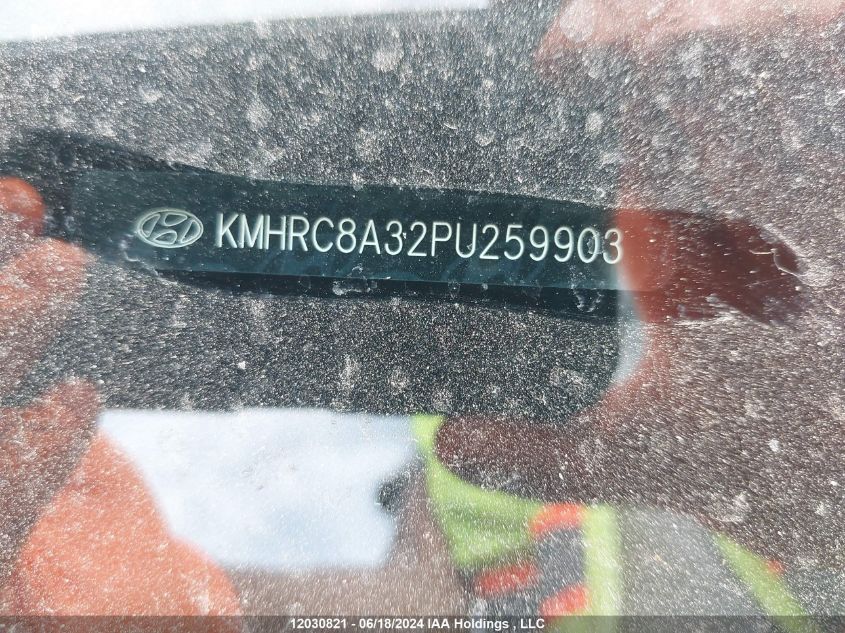 KMHRC8A32PU259903
12030821 - 06/18/2024 IAA Holdings , LLC